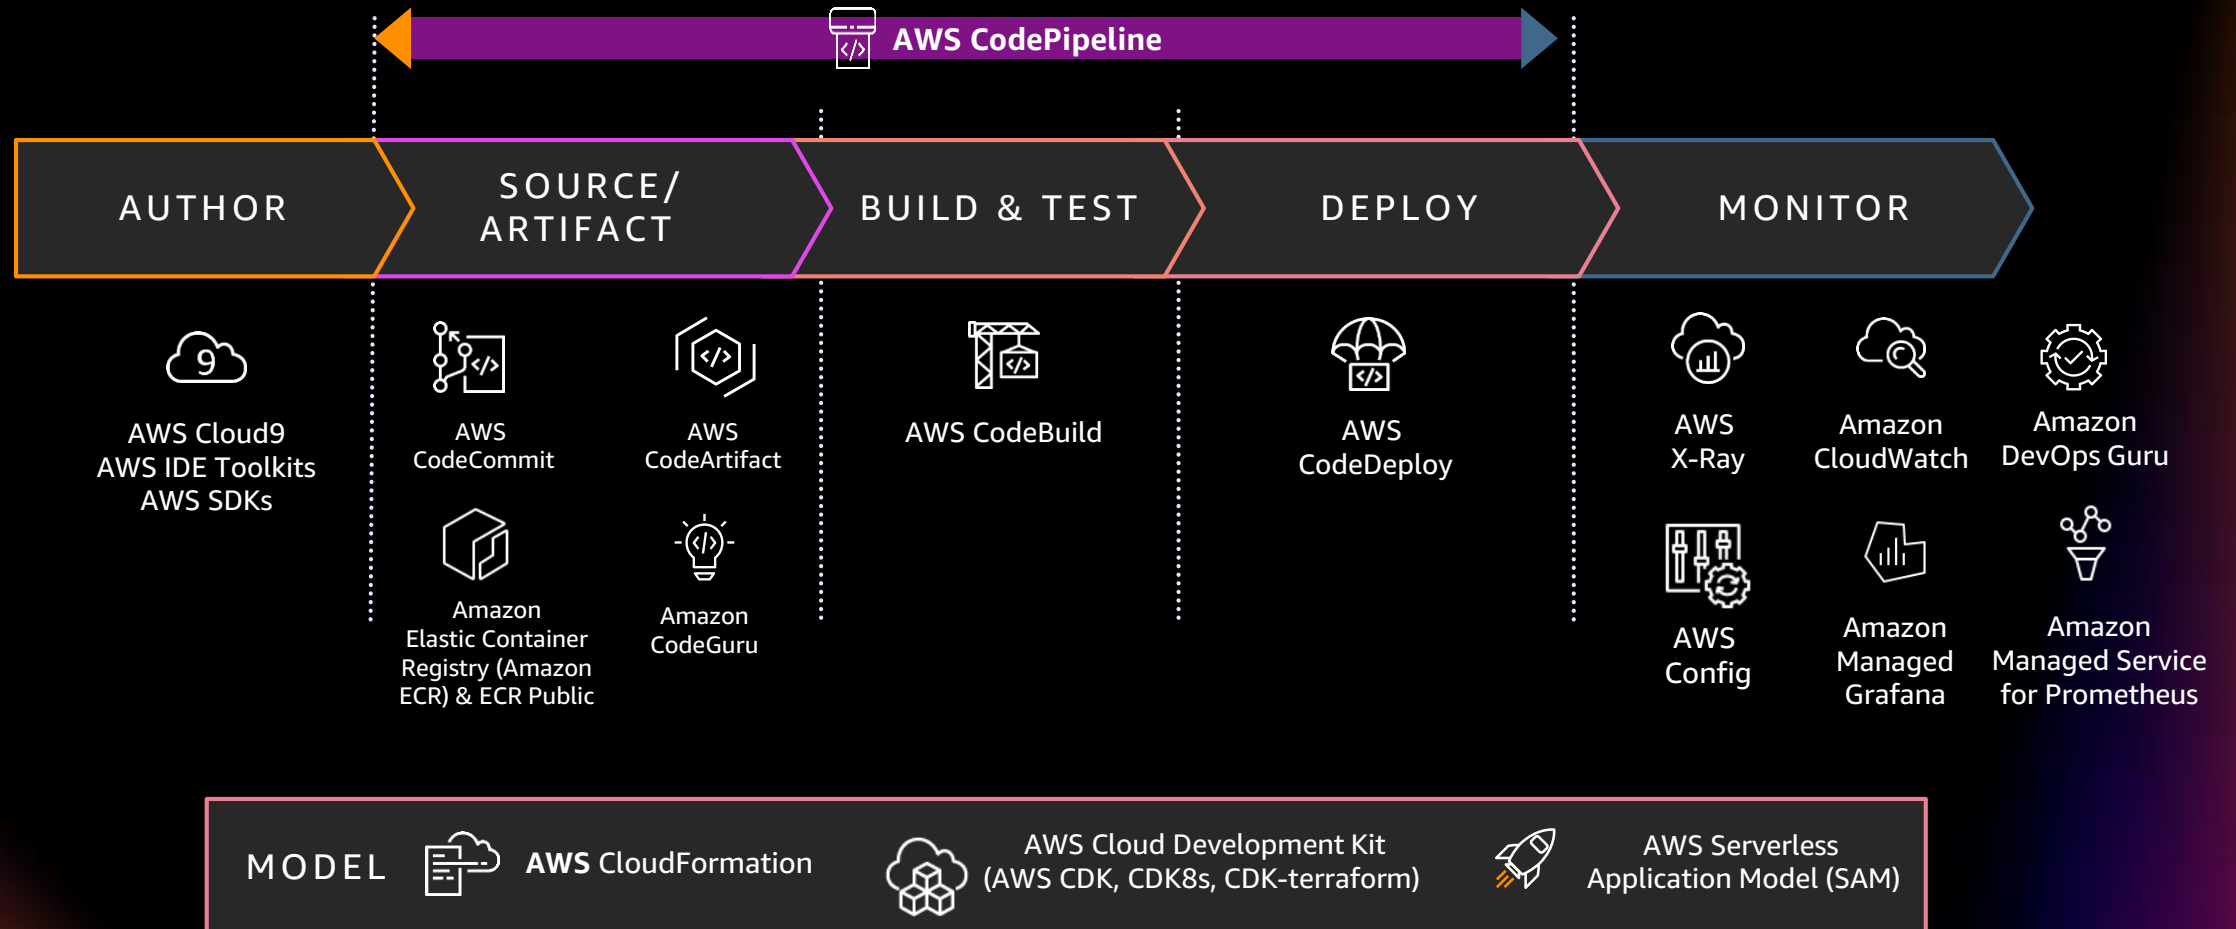 AWS CodePipeline
AUTHOR
SOURCE/
ARTIFACT
BUILD & TEST
DEPLOY
MONITOR
9
AWS Cloud9
AWS IDE Toolkits
AWS SDKs
</>
AWS
CodeCommit
</>
AWS
CodeArtifact
Amazon
Elastic Container
Registry (Amazon
ECR) & ECR Public
</>
Amazon
CodeGuru
</>
AWS CodeBuild
</>
AWS
CodeDeploy
AWS
X-Ray
Amazon
CloudWatch
Amazon
DevOps Guru
AWS
Config
Amazon
Managed
Grafana
Amazon
Managed Service
for Prometheus
MODEL
AWS CloudFormation
AWS Cloud Development Kit
(AWS CDK, CDK8s, CDK-terraform)
AWS Serverless
Application Model (SAM)